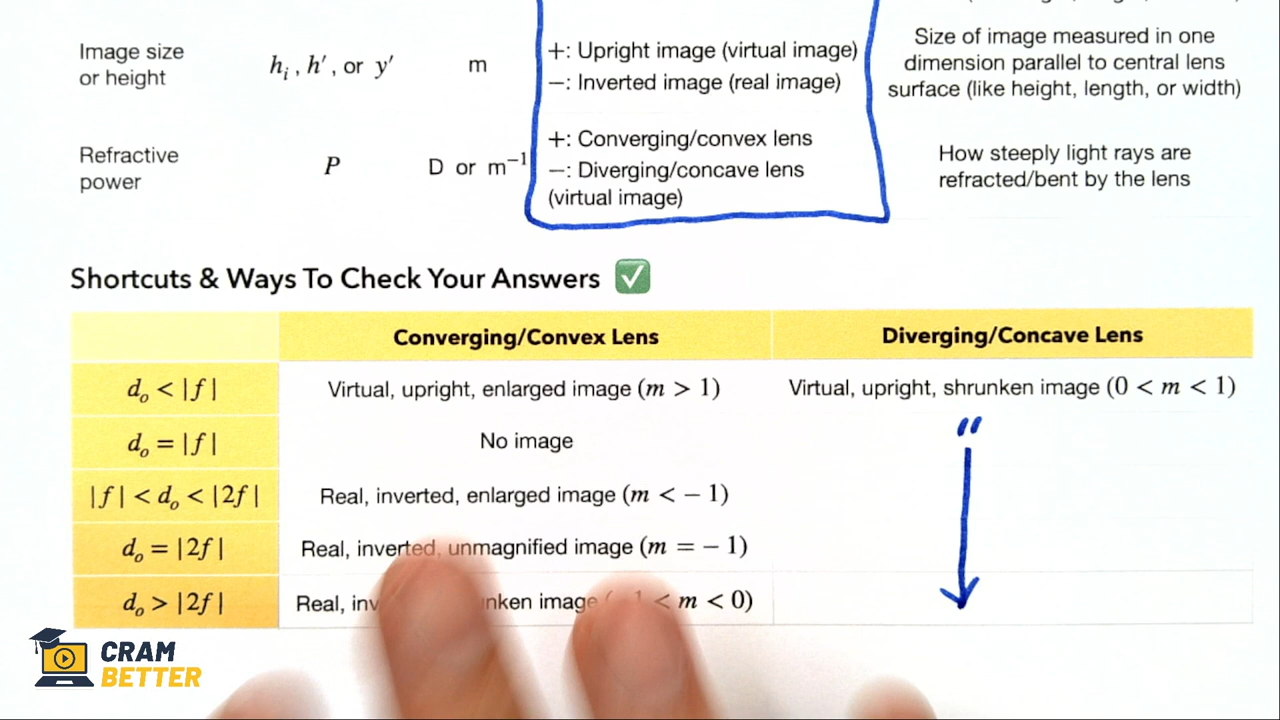 Image size
or height
hᵢ , h′ , or y′
m
+: Upright image (virtual image)
−: Inverted image (real image)
Size of image measured in one
dimension parallel to central lens
surface (like height, length, or width)
Refractive
power
P
D or m⁻¹
+: Converging/convex lens
−: Diverging/concave lens
(virtual image)
How steeply light rays are
refracted/bent by the lens
Shortcuts & Ways To Check Your Answers ✅
Converging/Convex Lens
Diverging/Concave Lens
dₒ < |f|
Virtual, upright, enlarged image (m > 1)
Virtual, upright, shrunken image (0 < m < 1)
dₒ = |f|
No image
"
|f| < dₒ < |2f|
Real, inverted, enlarged image (m < − 1)
dₒ = |2f|
Real, inverted, unmagnified image (m = − 1)
dₒ > |2f|
Real, image < m < 0)
CRAM
BETTER